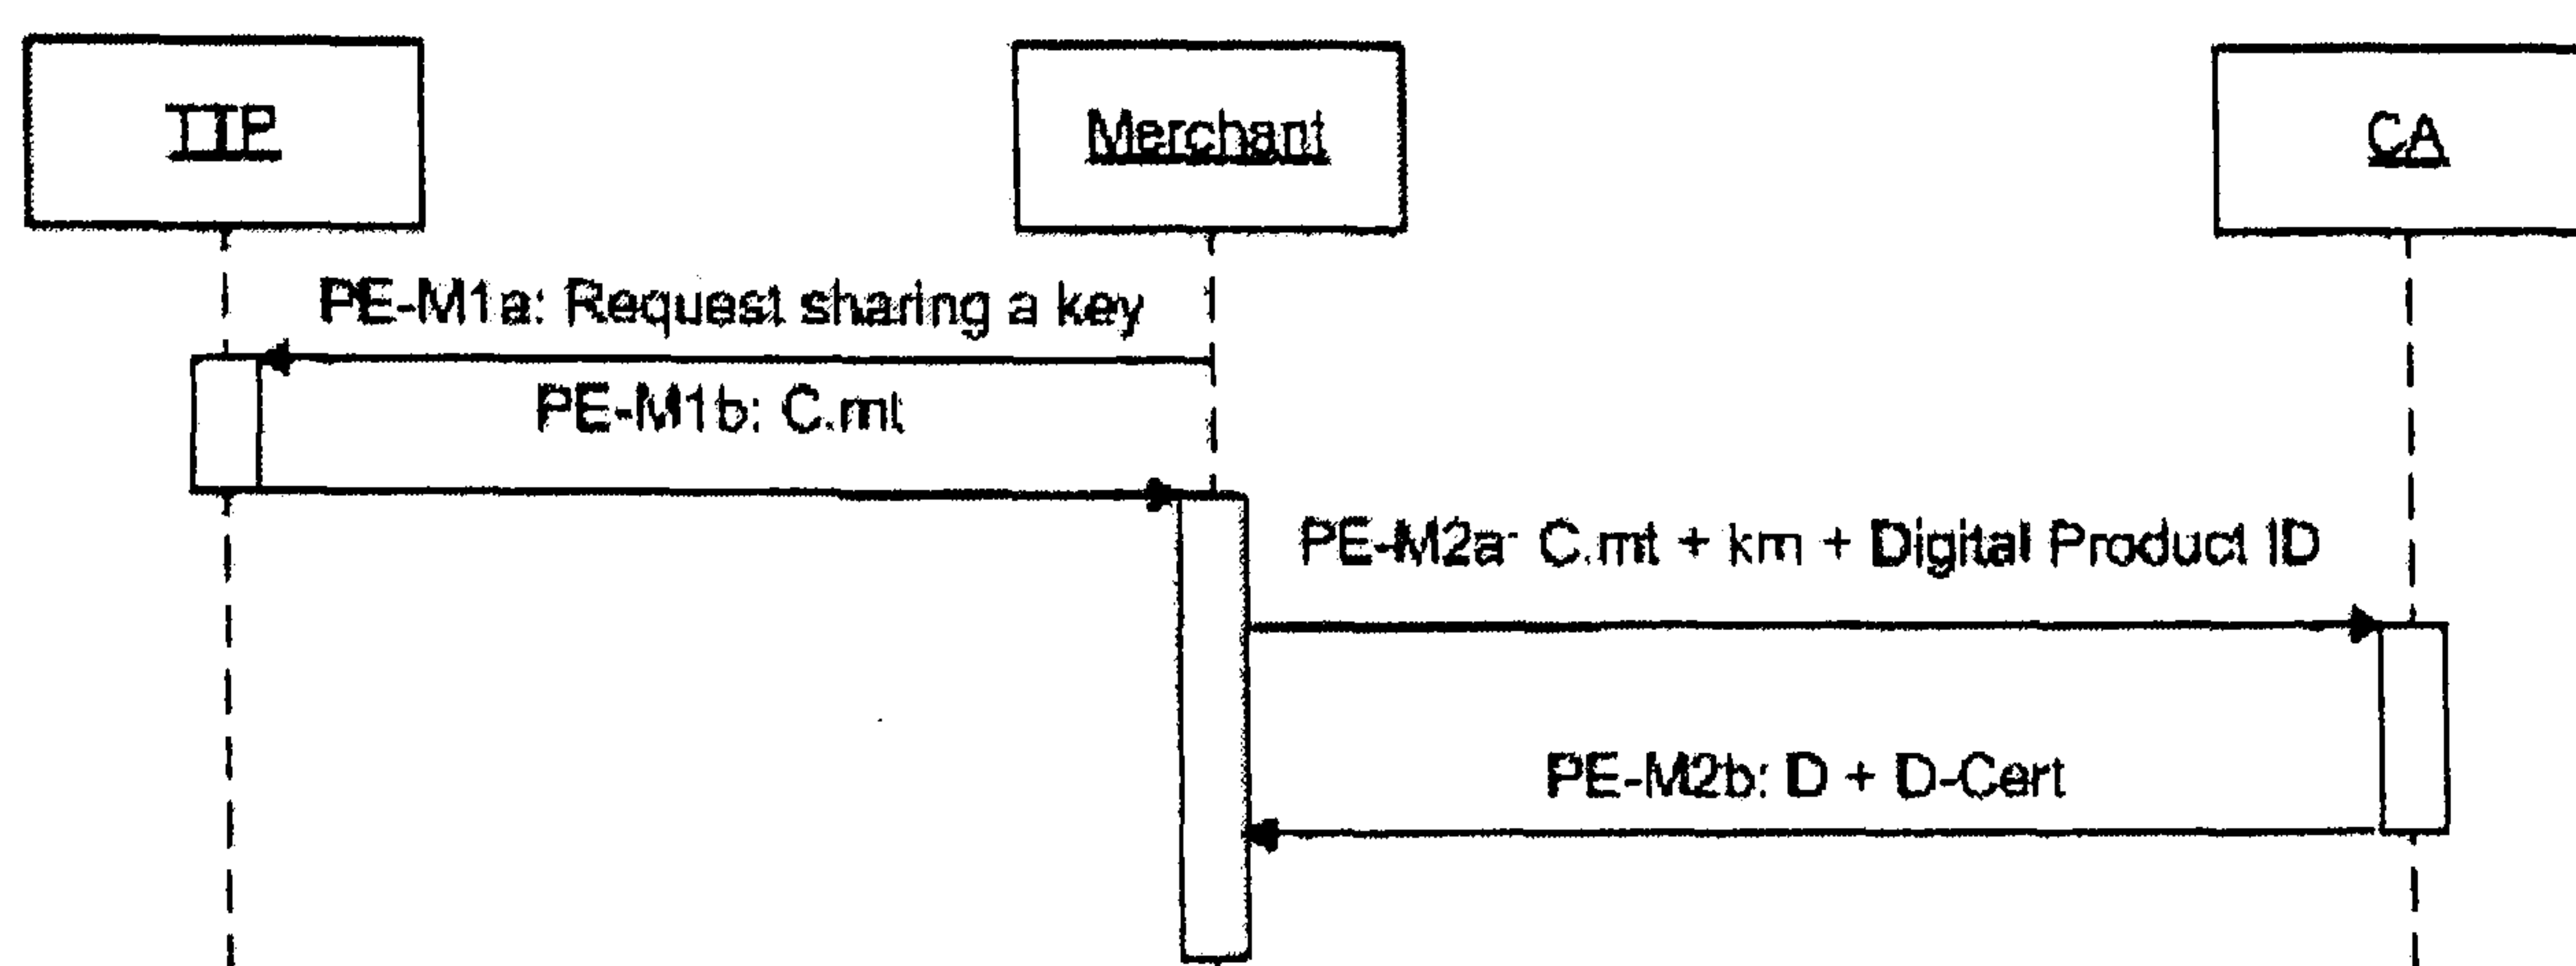 TTP
Merchant
CA
PE-M1a: Request sharing a key
PE-M1b: C.mt
PE-M2a: C.mt + km + Digital Product ID
PE-M2b: D + D-Cert